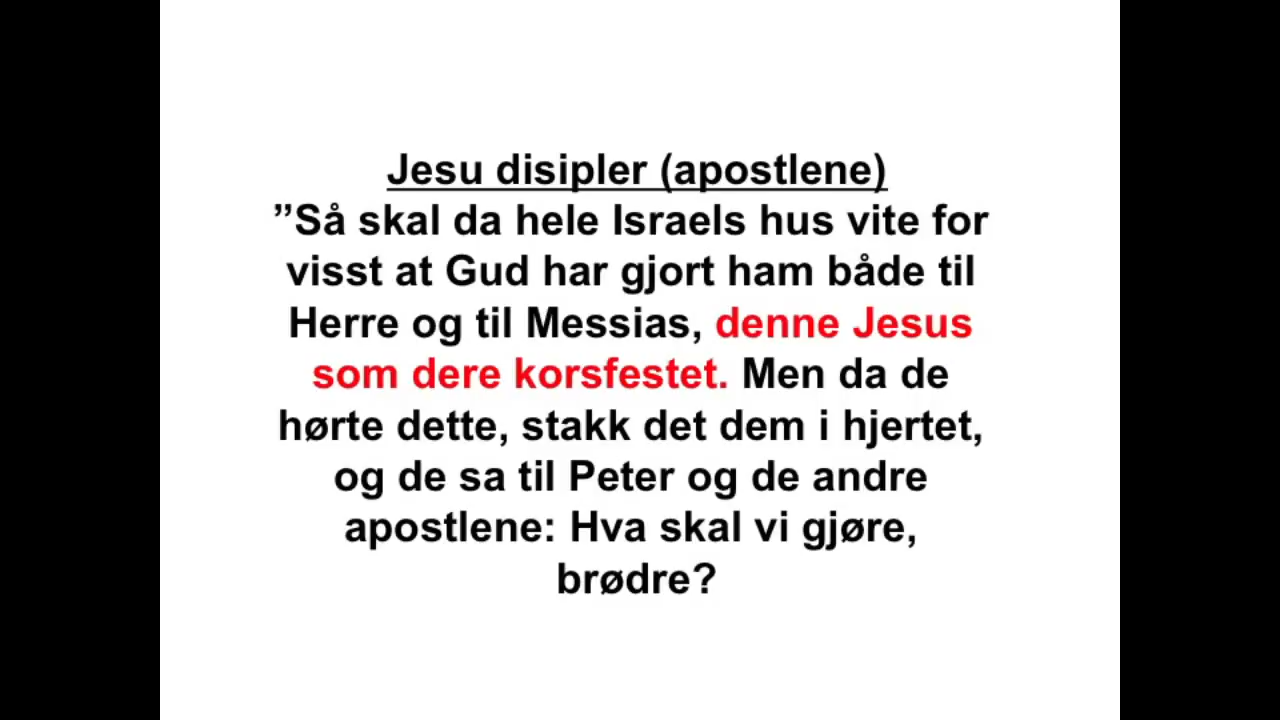 Jesu disipler (apostlene)
”Så skal da hele Israels hus vite for
visst at Gud har gjort ham både til
Herre og til Messias, denne Jesus
som dere korsfestet. Men da de
hørte dette, stakk det dem i hjertet,
og de sa til Peter og de andre
apostlene: Hva skal vi gjøre,
brødre?